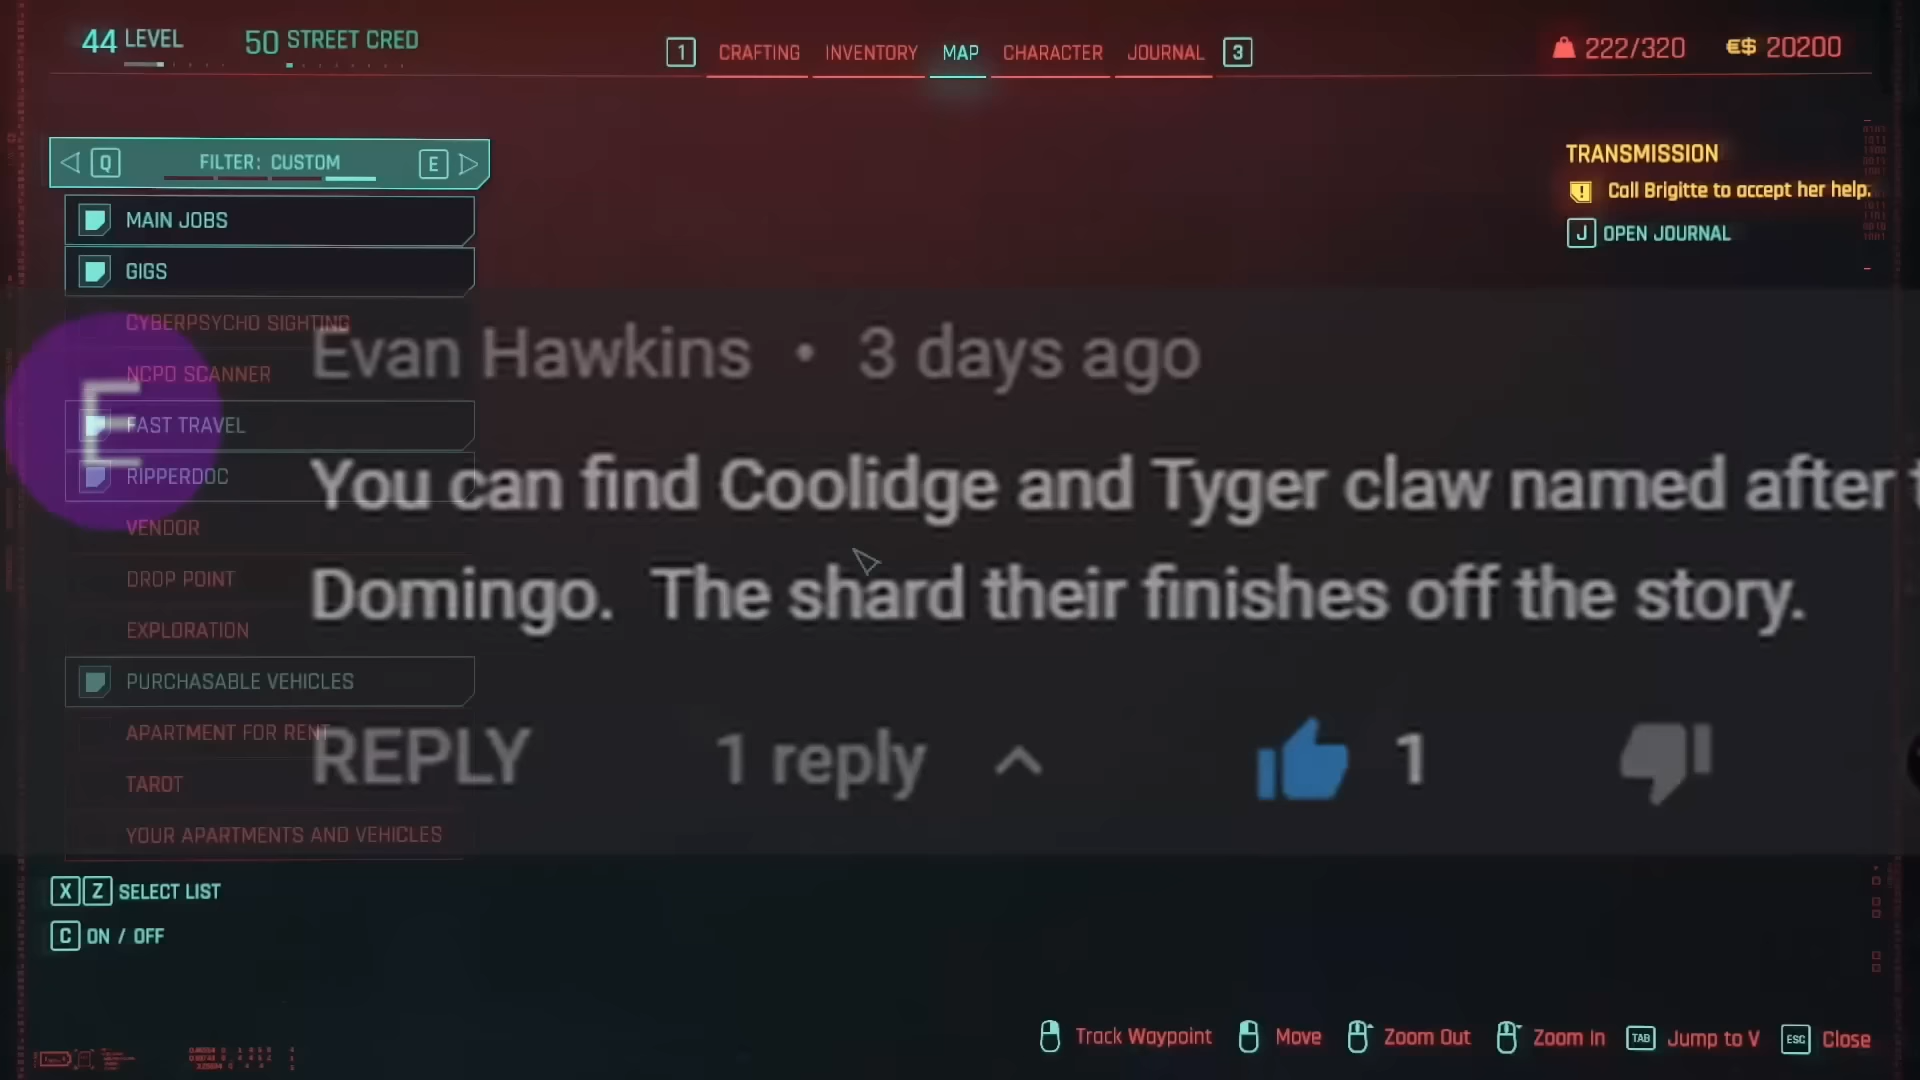 44 LEVEL
50 STREET CRED
1 CRAFTING INVENTORY MAP CHARACTER JOURNAL 3
222/320 €$ 20200
Q FILTER: CUSTOM E
MAIN JOBS
GIGS
CYBERPSYCHO SIGHTING
NCPD SCANNER
FAST TRAVEL
RIPPERDOC
VENDOR
DROP POINT
EXPLORATION
PURCHASABLE VEHICLES
APARTMENT FOR RENT
TAROT
YOUR APARTMENTS AND VEHICLES
X Z SELECT LIST
C ON / OFF
TRANSMISSION
Call Brigitte to accept her help.
J OPEN JOURNAL
E
Evan Hawkins • 3 days ago
You can find Coolidge and Tyger claw named after
Domingo. The shard their finishes off the story.
REPLY 1 reply 1
Track Waypoint Move Zoom Out Zoom In TAB Jump to V ESC Close